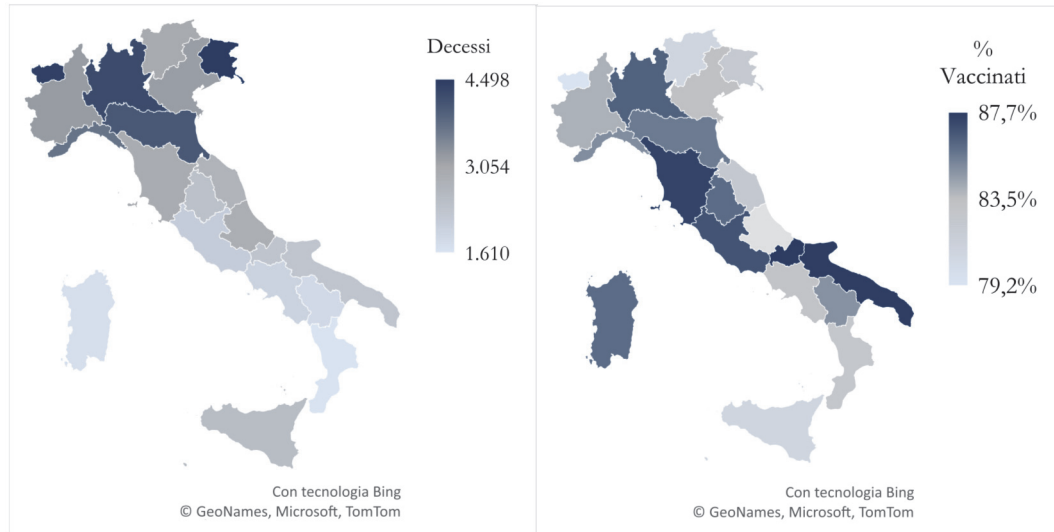 Decessi
4.498
3.054
1.610
Con tecnologia Bing
© GeoNames, Microsoft, TomTom
%
Vaccinati
87,7%
83,5%
79,2%
Con tecnologia Bing
© GeoNames, Microsoft, TomTom